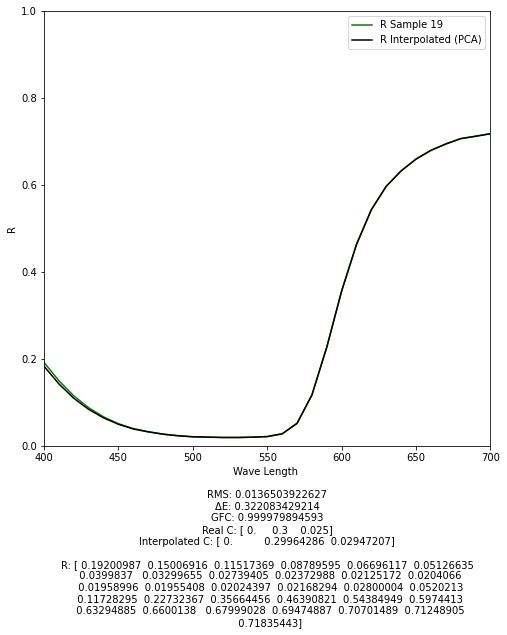 R Sample 19
R Interpolated (PCA)
1.0
0.8
0.6
0.4
0.2
0.0
R
400
450
500
550
600
650
700
Wave Length
RMS: 0.0136503922627
ΔE: 0.322083429214
GFC: 0.999979894593
Real C: [ 0. 0.3 0.025]
Interpolated C: [ 0. 0.29964286 0.02947207]
R: [ 0.19200987 0.15006916 0.11517369 0.08789595 0.06696117 0.05126635
0.0399837 0.03299655 0.02739405 0.02372988 0.02125172 0.0204066
0.01958996 0.01955408 0.02024397 0.02168294 0.02800004 0.0520213
0.11728295 0.22732367 0.35664456 0.46390821 0.54384949 0.5974413
0.63294885 0.6600138 0.67999028 0.69474887 0.70701489 0.71248905
0.71835443]